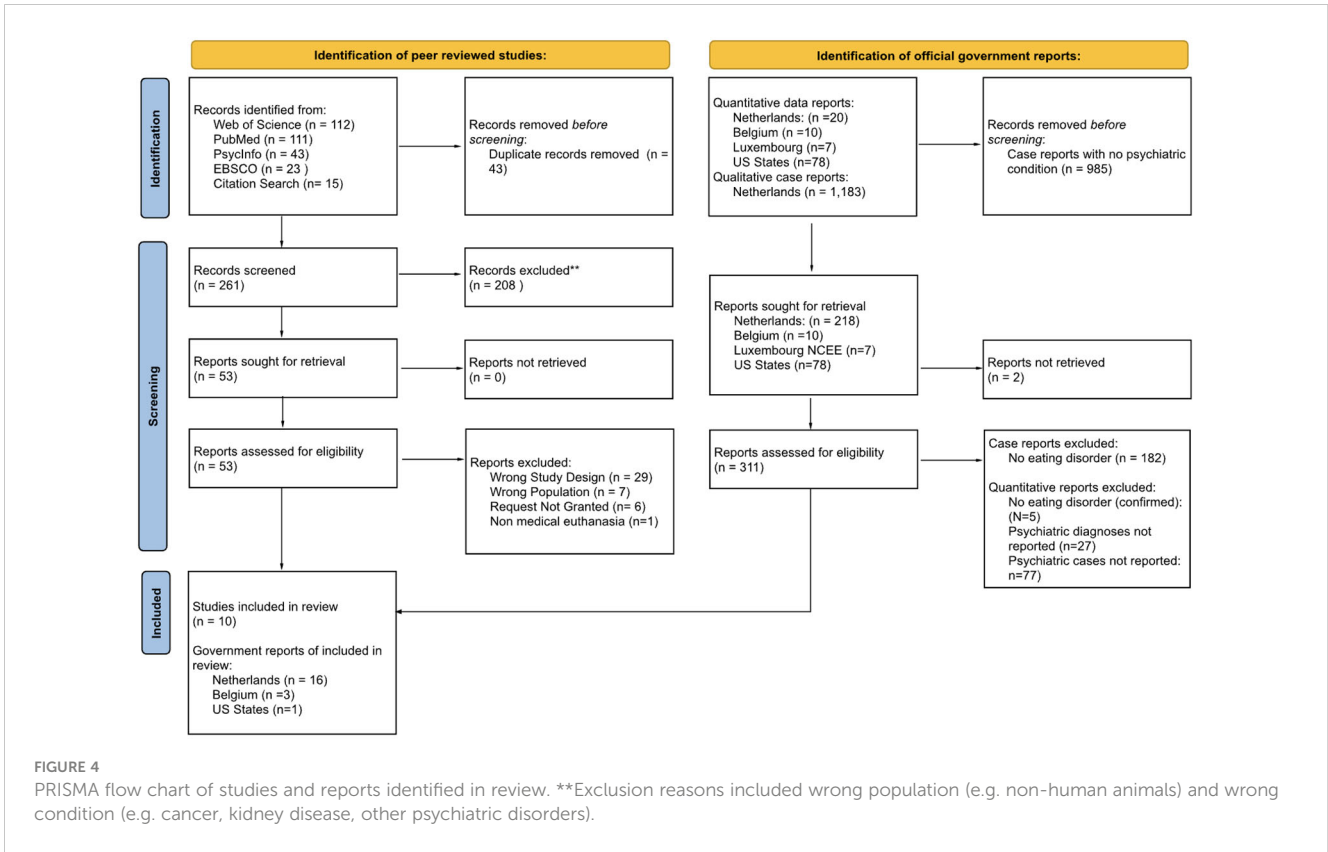 Identification of peer reviewed studies:
Identification of official government reports:
Identification
Records identified from:
Web of Science (n = 112)
PubMed (n = 111)
PsycInfo (n = 43)
EBSCO (n = 23 )
Citation Search (n= 15)
Records removed before
screening:
Duplicate records removed (n =
43)
Quantitative data reports:
Netherlands: (n =20)
Belgium (n =10)
Luxembourg (n=7)
US States (n=78)
Qualitative case reports:
Netherlands (n = 1,183)
Records removed before
screening:
Case reports with no psychiatric
condition (n = 985)
Screening
Records screened
(n = 261)
Records excluded**
(n = 208 )
Reports sought for retrieval
(n = 53)
Reports not retrieved
(n = 0)
Reports sought for retrieval
Netherlands: (n = 218)
Belgium (n =10)
Luxembourg NCEE (n=7)
US States (n=78)
Reports not retrieved
(n = 2)
Reports assessed for eligibility
(n = 53)
Reports excluded:
Wrong Study Design (n = 29)
Wrong Population (n = 7)
Request Not Granted (n= 6)
Non medical euthanasia (n=1)
Reports assessed for eligibility
(n = 311)
Case reports excluded:
No eating disorder (n = 182)
Quantitative reports excluded:
No eating disorder (confirmed):
(N=5)
Psychiatric diagnoses not
reported (n=27)
Psychiatric cases not reported:
n=77)
Included
Studies included in review
(n = 10)
Government reports of included in
review:
Netherlands (n = 16)
Belgium (n =3)
US States (n=1)
FIGURE 4
PRISMA flow chart of studies and reports identified in review. **Exclusion reasons included wrong population (e.g. non-human animals) and wrong
condition (e.g. cancer, kidney disease, other psychiatric disorders).